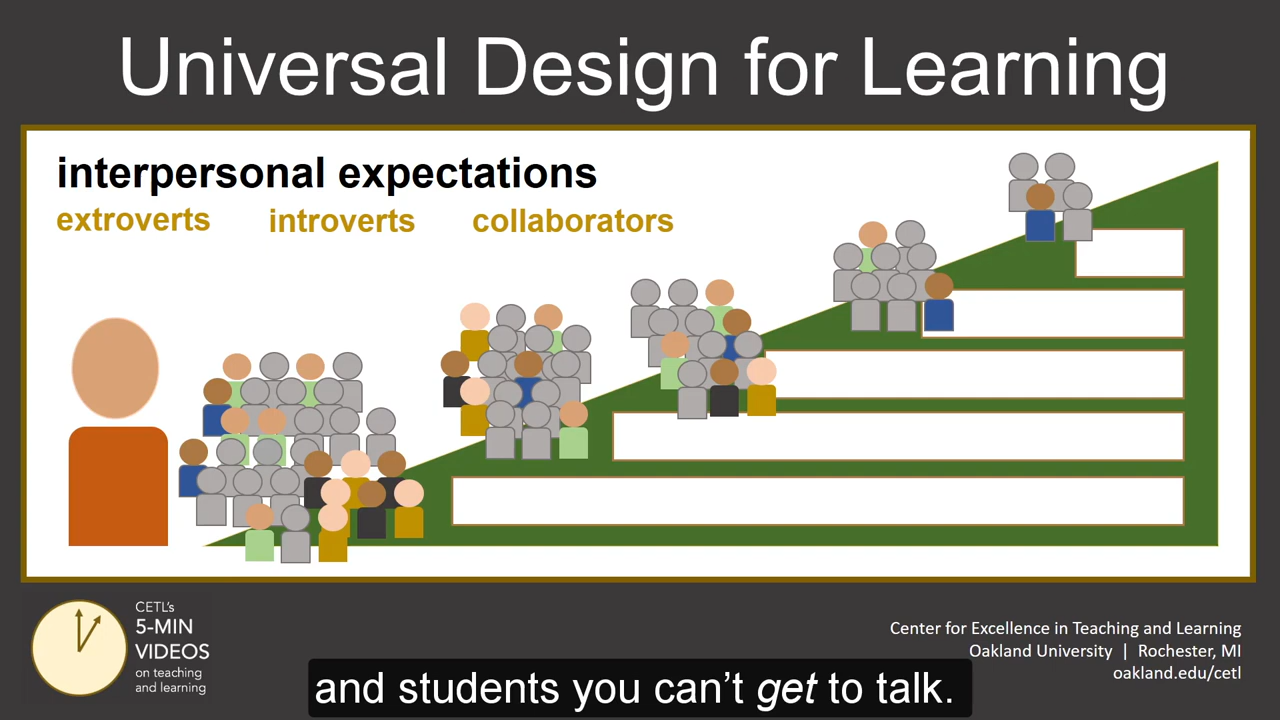 Universal Design for Learning
interpersonal expectations
extroverts introverts collaborators
CETL's
5-MIN
VIDEOS
on teaching
and learning
Center for Excellence in Teaching and Learning
Oakland University | Rochester, MI
oakland.edu/cetl
and students you can't get to talk.